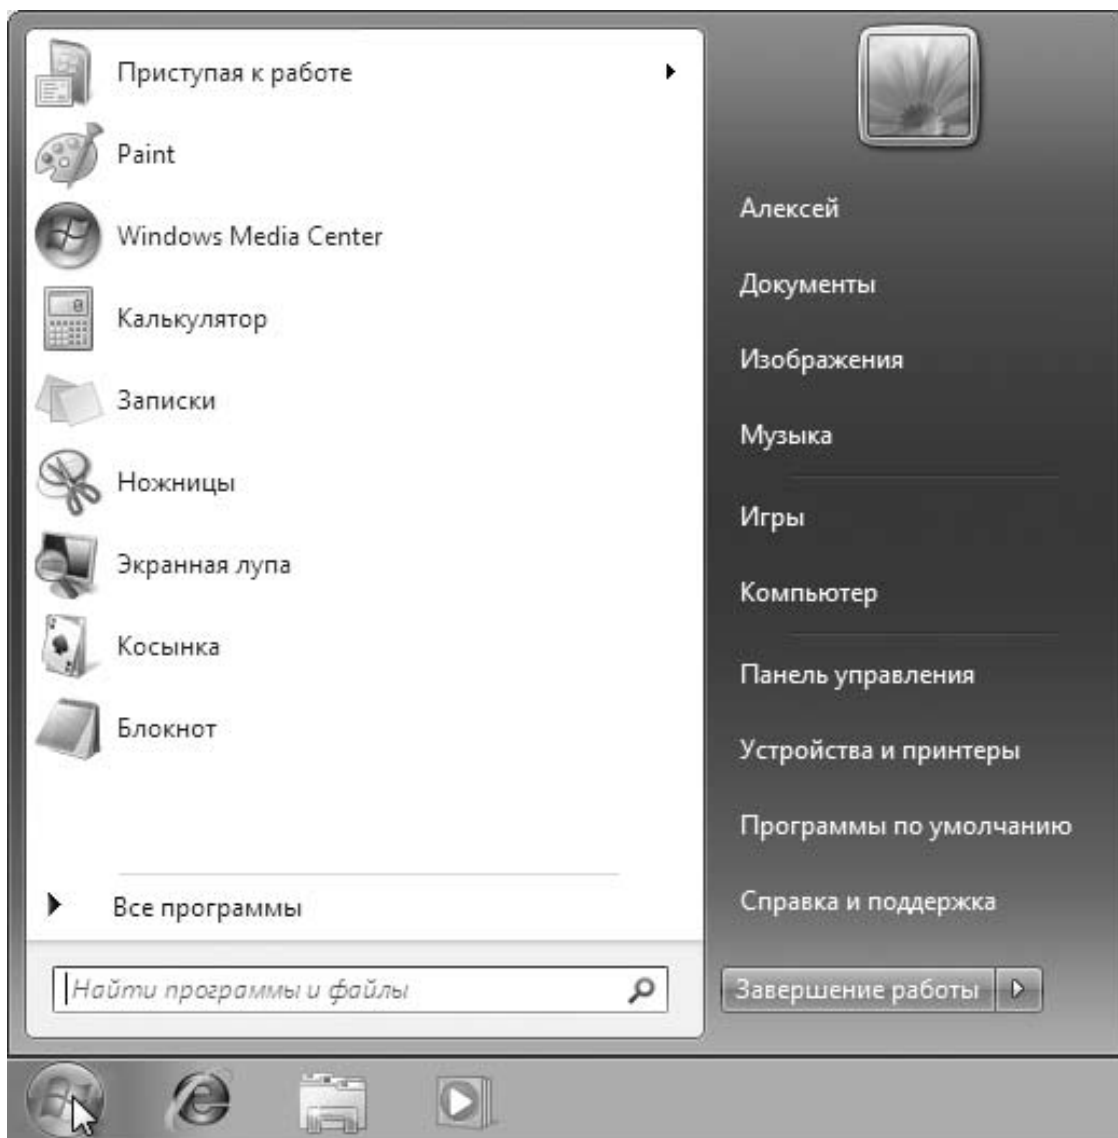 Приступая к работе
Paint
Windows Media Center
Калькулятор
Записки
Ножницы
Экранная лупа
Косынка
Блокнот
Все программы
Найти программы и файлы
Алексей
Документы
Изображения
Музыка
Игры
Компьютер
Панель управления
Устройства и принтеры
Программы по умолчанию
Справка и поддержка
Завершение работы